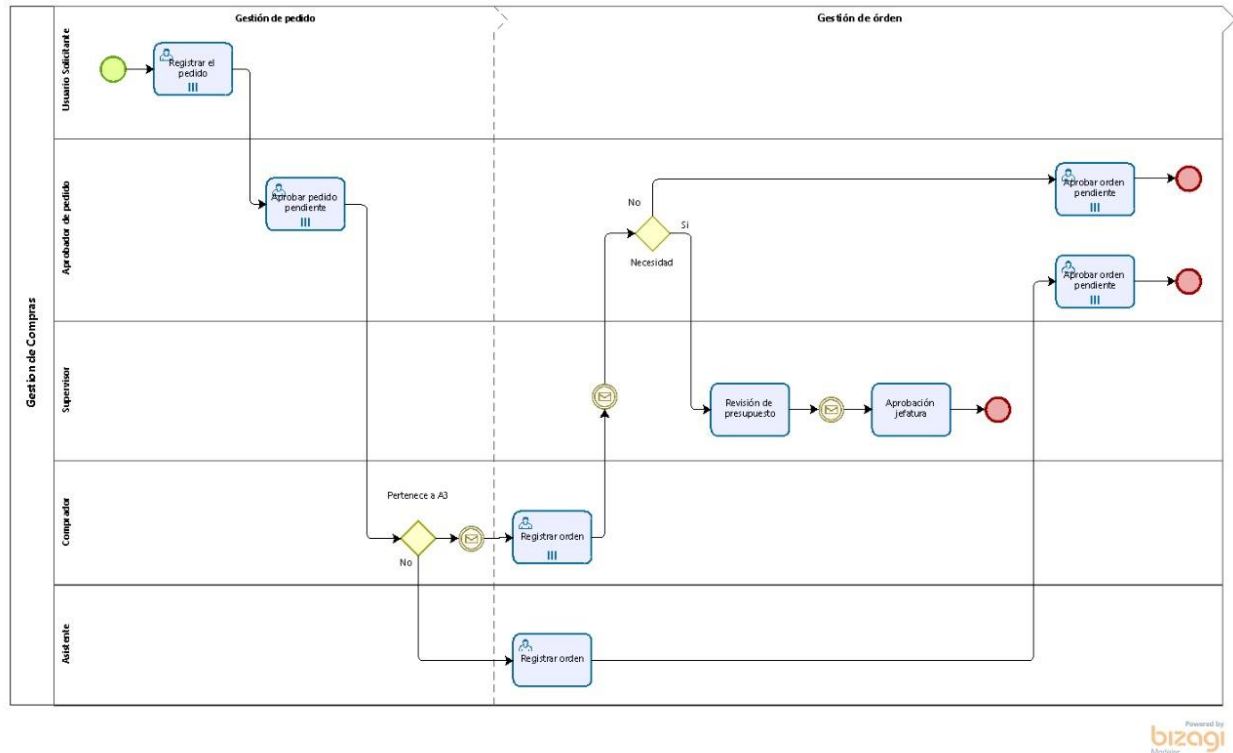 Gestión de pedido
Gestión de órden
Gestion de Compras
Usuario Solicitante
Registrar el
pedido
Aprobador de pedido
Aprobar pedido
pendiente
No
Si
Necesidad
Aprobar orden
pendiente
Aprobar orden
pendiente
Supervisor
Revisión de
presupuesto
Aprobación
jefatura
Comprador
Pertenece a A3
No
Registrar orden
Asistente
Registrar orden
Powered by
bizagi
Modeler